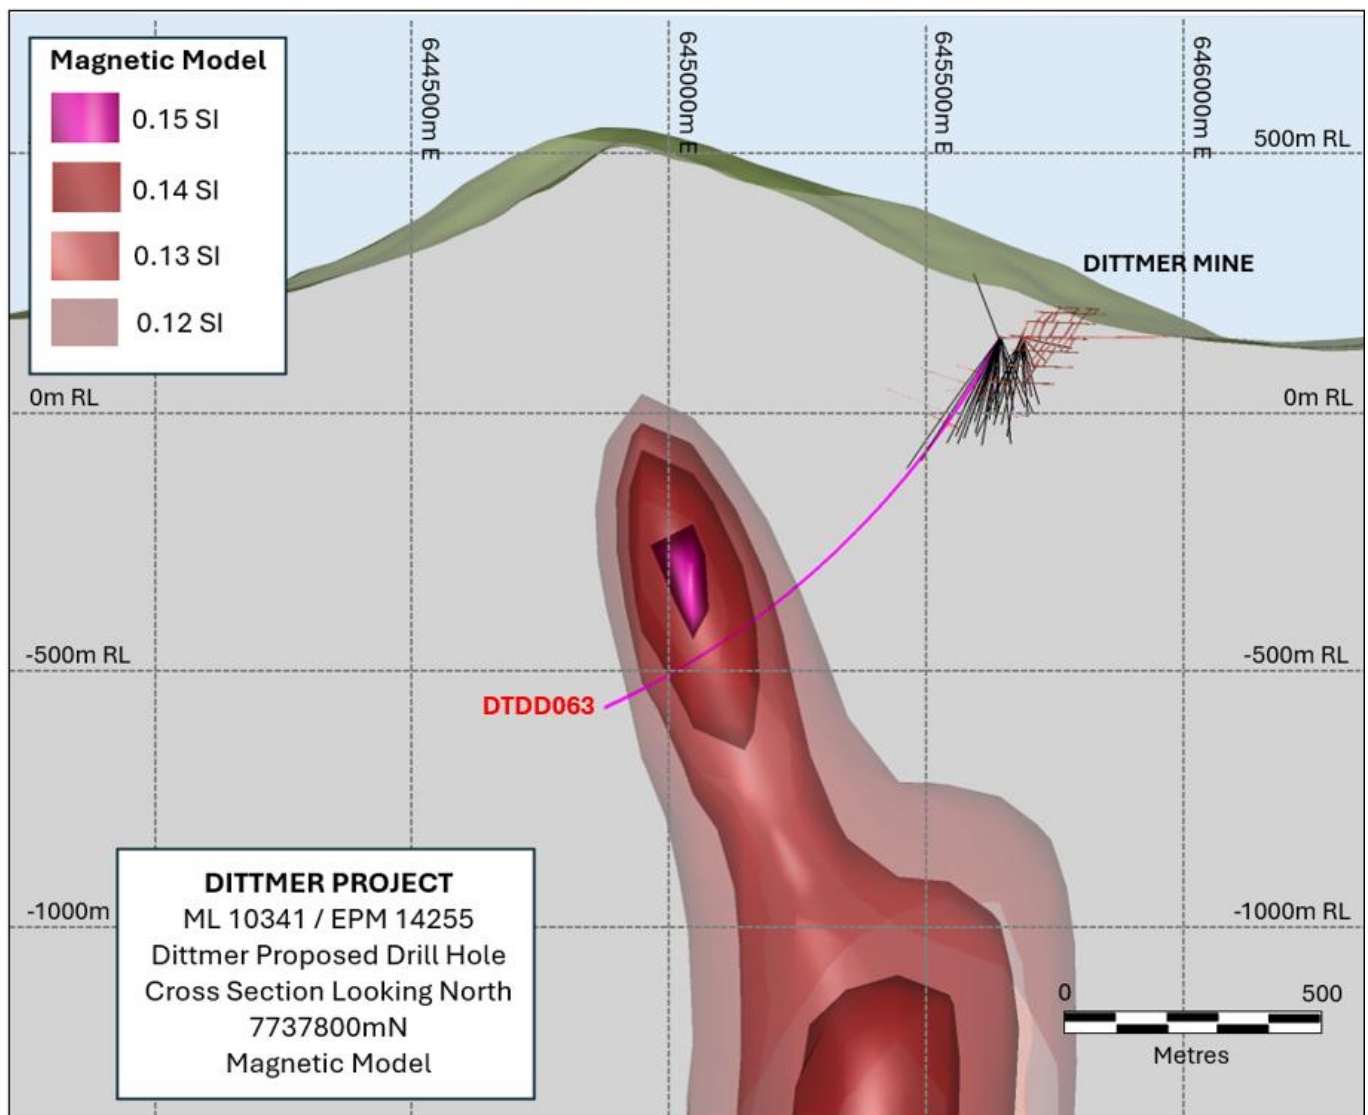 Magnetic Model
0.15 SI
0.14 SI
0.13 SI
0.12 SI
644500m E
645000m E
645500m E
646000m E
500m RL
DITTMER MINE
0m RL
0m RL
-500m RL
-500m RL
DTDD063
-1000m
-1000m RL
DITTMER PROJECT
ML 10341 / EPM 14255
Dittmer Proposed Drill Hole
Cross Section Looking North
7737800mN
Magnetic Model
0 500
Metres